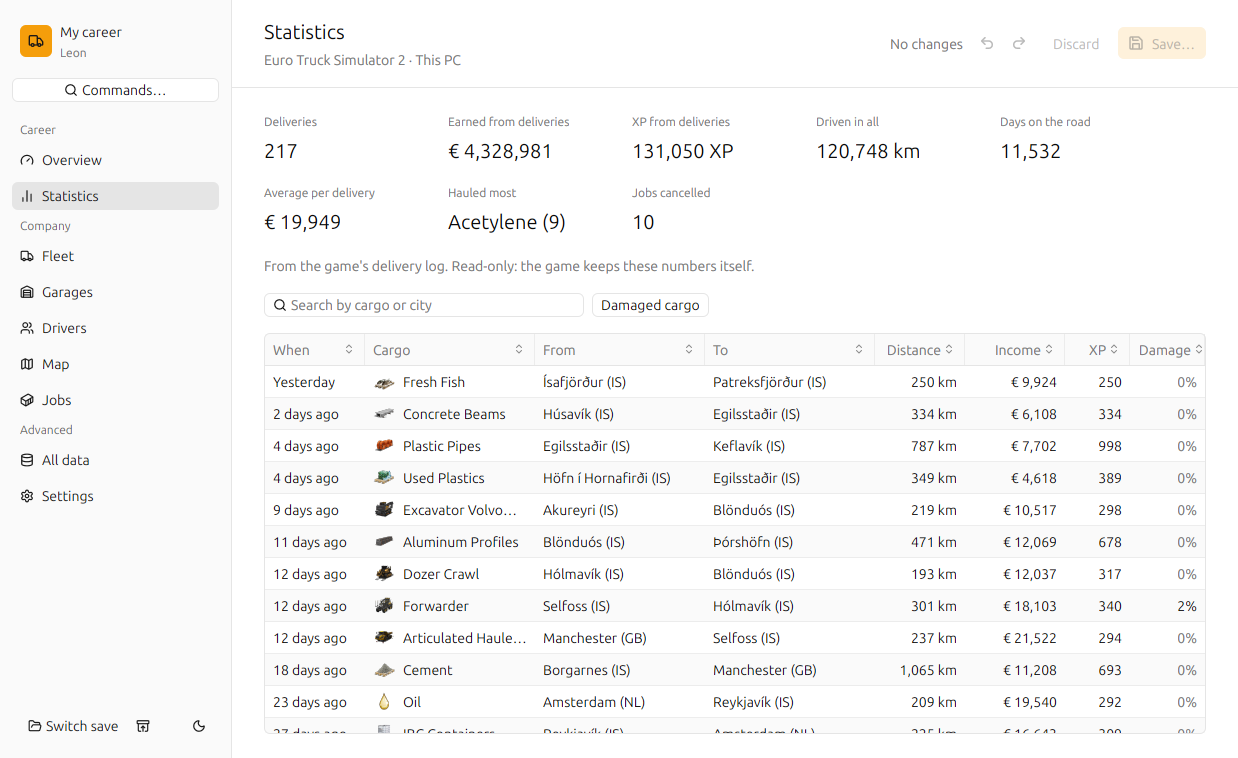 My career
Leon
Commands…
Career
Overview
Statistics
Company
Fleet
Garages
Drivers
Map
Jobs
Advanced
All data
Settings
Switch save
Statistics
Euro Truck Simulator 2 · This PC
No changes
Discard
Save…
Deliveries
217
Earned from deliveries
€ 4,328,981
XP from deliveries
131,050 XP
Driven in all
120,748 km
Days on the road
11,532
Average per delivery
€ 19,949
Hauled most
Acetylene (9)
Jobs cancelled
10
From the game's delivery log. Read-only: the game keeps these numbers itself.
Search by cargo or city
Damaged cargo
When Cargo From To Distance Income XP Damage
Yesterday Fresh Fish Ísafjörður (IS) Patreksfjörður (IS) 250 km € 9,924 250 0%
2 days ago Concrete Beams Húsavík (IS) Egilsstaðir (IS) 334 km € 6,108 334 0%
4 days ago Plastic Pipes Egilsstaðir (IS) Keflavík (IS) 787 km € 7,702 998 0%
4 days ago Used Plastics Höfn í Hornafirði (IS) Egilsstaðir (IS) 349 km € 4,618 389 0%
9 days ago Excavator Volvo… Akureyri (IS) Blönduós (IS) 219 km € 10,517 298 0%
11 days ago Aluminum Profiles Blönduós (IS) Þórshöfn (IS) 471 km € 12,069 678 0%
12 days ago Dozer Crawl Hólmavík (IS) Blönduós (IS) 193 km € 12,037 317 0%
12 days ago Forwarder Selfoss (IS) Hólmavík (IS) 301 km € 18,103 340 2%
12 days ago Articulated Haule… Manchester (GB) Selfoss (IS) 237 km € 21,522 294 0%
18 days ago Cement Borgarnes (IS) Manchester (GB) 1,065 km € 11,208 693 0%
23 days ago Oil Amsterdam (NL) Reykjavík (IS) 209 km € 19,540 292 0%
27 days ago IBC Containers Reykjavík (IS) Amsterdam (NL)